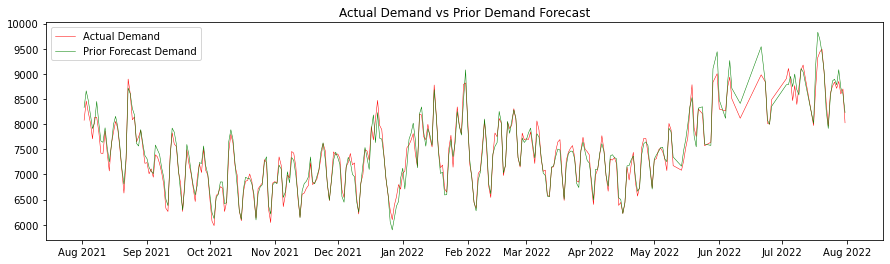 Actual Demand vs Prior Demand Forecast
Actual Demand
Prior Forecast Demand
10000
9500
9000
8500
8000
7500
7000
6500
6000
Aug 2021 Sep 2021 Oct 2021 Nov 2021 Dec 2021 Jan 2022 Feb 2022 Mar 2022 Apr 2022 May 2022 Jun 2022 Jul 2022 Aug 2022